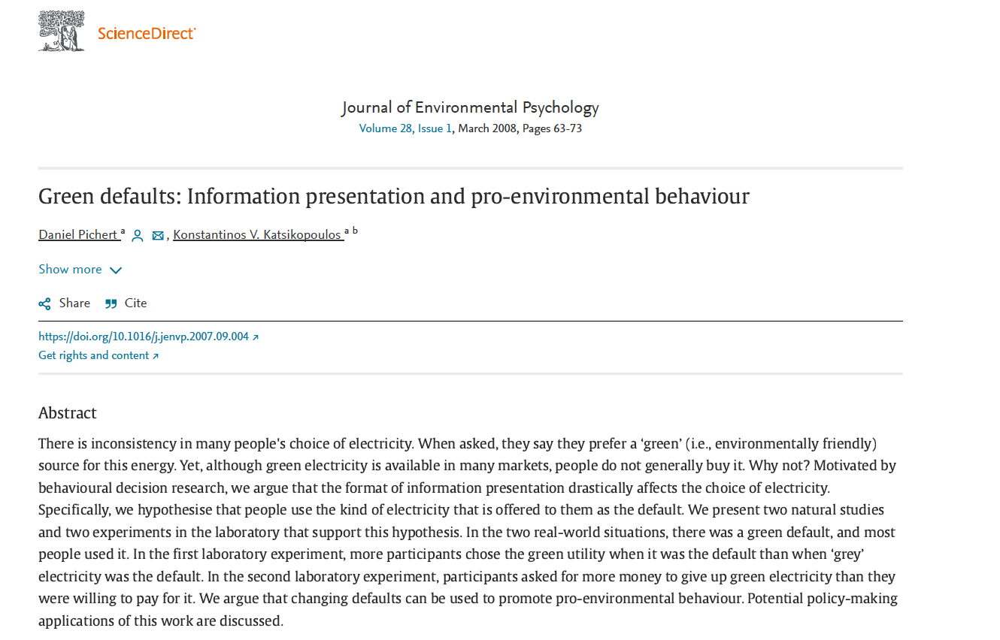 ScienceDirect
Journal of Environmental Psychology
Volume 28, Issue 1, March 2008, Pages 63-73
Green defaults: Information presentation and pro-environmental behaviour
Daniel Pichert a , Konstantinos V. Katsikopoulos a b
Show more
Share Cite
https://doi.org/10.1016/j.jenvp.2007.09.004 ↗
Get rights and content ↗
Abstract
There is inconsistency in many people's choice of electricity. When asked, they say they prefer a ‘green’ (i.e., environmentally friendly)
source for this energy. Yet, although green electricity is available in many markets, people do not generally buy it. Why not? Motivated by
behavioural decision research, we argue that the format of information presentation drastically affects the choice of electricity.
Specifically, we hypothesise that people use the kind of electricity that is offered to them as the default. We present two natural studies
and two experiments in the laboratory that support this hypothesis. In the two real-world situations, there was a green default, and most
people used it. In the first laboratory experiment, more participants chose the green utility when it was the default than when ‘grey’
electricity was the default. In the second laboratory experiment, participants asked for more money to give up green electricity than they
were willing to pay for it. We argue that changing defaults can be used to promote pro-environmental behaviour. Potential policy-making
applications of this work are discussed.